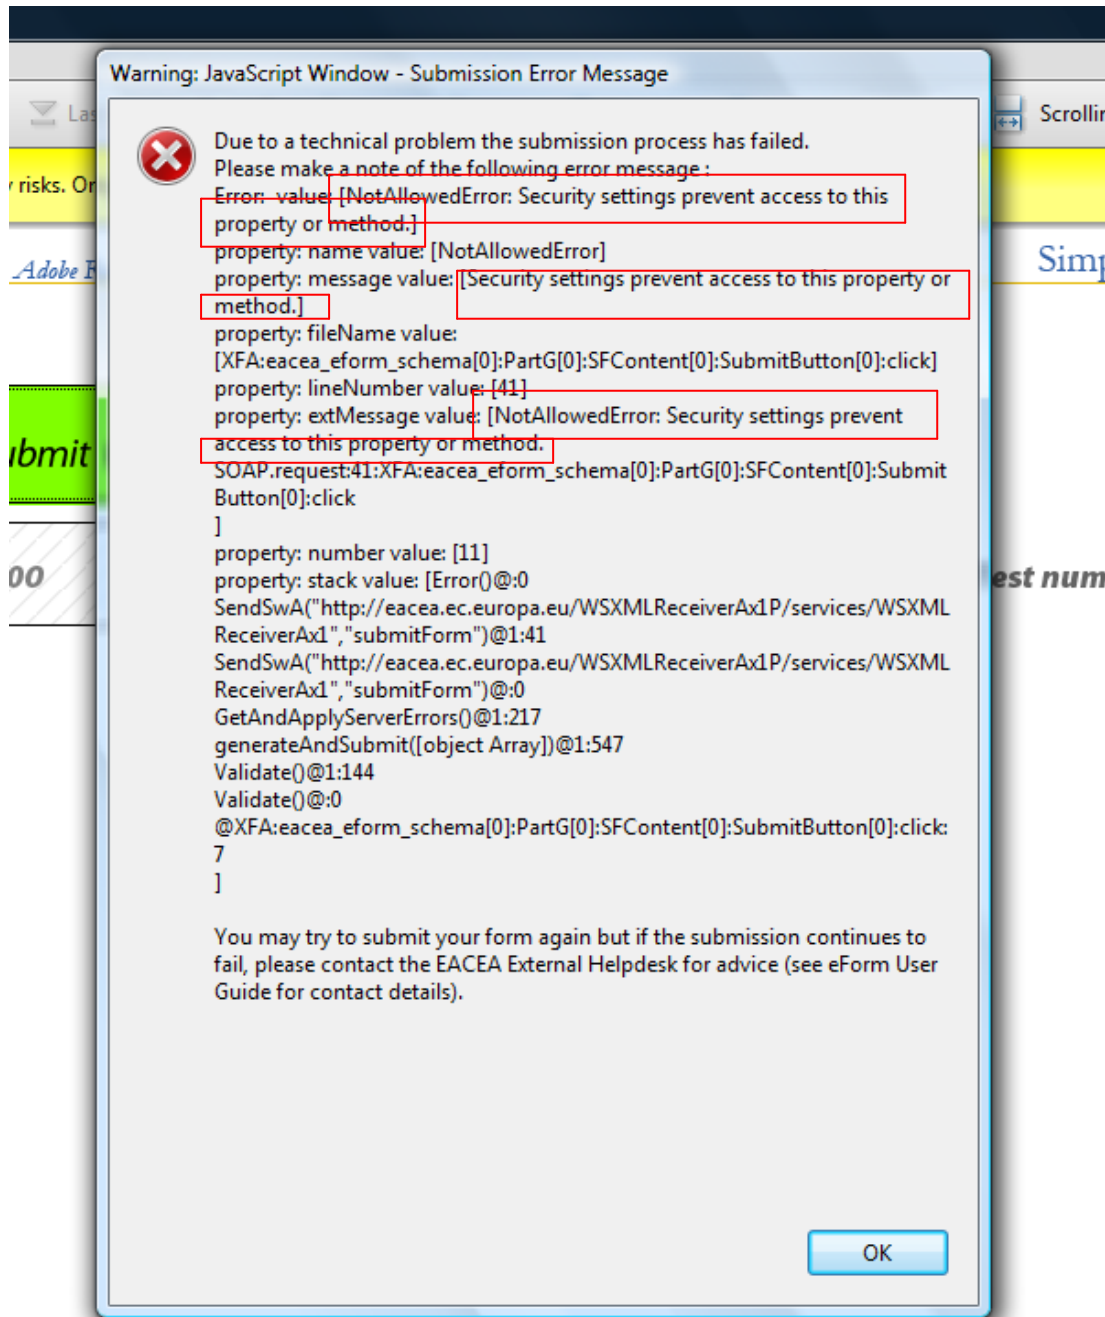 Warning: JavaScript Window - Submission Error Message
Scrollin
risks. Or
Adobe
Simp
Submit
00
est num
Due to a technical problem the submission process has failed.
Please make a note of the following error message :
Error:  value: [NotAllowedError: Security settings prevent access to this
property or method.]
property: name value: [NotAllowedError]
property: message value: [Security settings prevent access to this property or
method.]
property: fileName value:
[XFA:eacea_eform_schema[0]:PartG[0]:SFContent[0]:SubmitButton[0]:click]
property: lineNumber value: [41]
property: extMessage value: [NotAllowedError: Security settings prevent
access to this property or method.
SOAP.request:41:XFA:eacea_eform_schema[0]:PartG[0]:SFContent[0]:Submit
Button[0]:click
]
property: number value: [11]
property: stack value: [Error()@:0
SendSwA("http://eacea.ec.europa.eu/WSXMLReceiverAx1P/services/WSXML
ReceiverAx1","submitForm")@1:41
SendSwA("http://eacea.ec.europa.eu/WSXMLReceiverAx1P/services/WSXML
ReceiverAx1","submitForm")@:0
GetAndApplyServerErrors()@1:217
generateAndSubmit([object Array])@1:547
Validate()@1:144
Validate()@:0
@XFA:eacea_eform_schema[0]:PartG[0]:SFContent[0]:SubmitButton[0]:click:
7
]
You may try to submit your form again but if the submission continues to
fail, please contact the EACEA External Helpdesk for advice (see eForm User
Guide for contact details).
OK